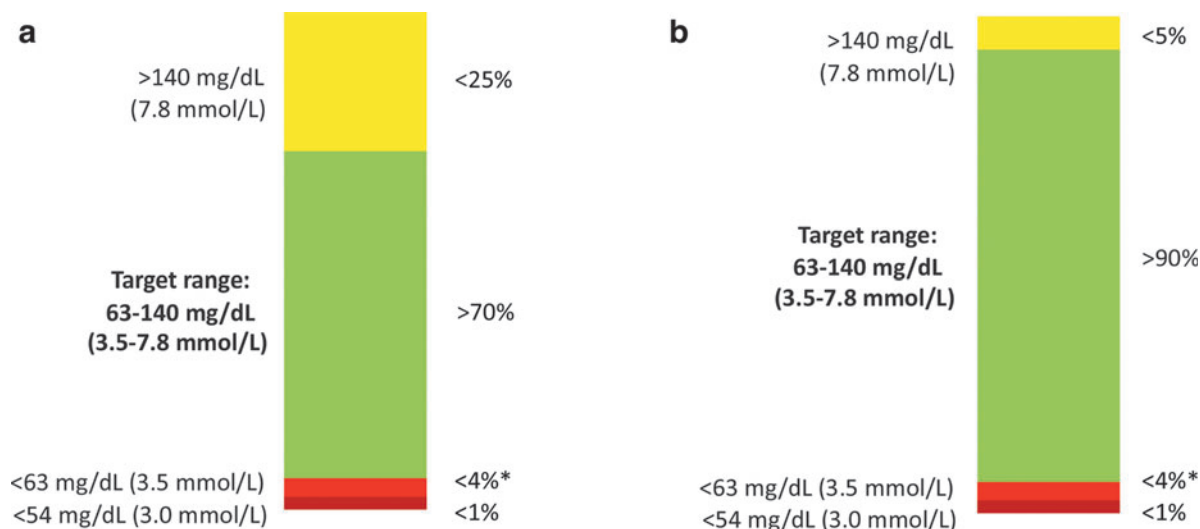 a
>140 mg/dL
(7.8 mmol/L)
<25%
Target range:
63-140 mg/dL
(3.5-7.8 mmol/L)
>70%
<63 mg/dL (3.5 mmol/L)
<4%*
<54 mg/dL (3.0 mmol/L)
<1%
b
>140 mg/dL
(7.8 mmol/L)
<5%
Target range:
63-140 mg/dL
(3.5-7.8 mmol/L)
>90%
<63 mg/dL (3.5 mmol/L)
<4%*
<54 mg/dL (3.0 mmol/L)
<1%